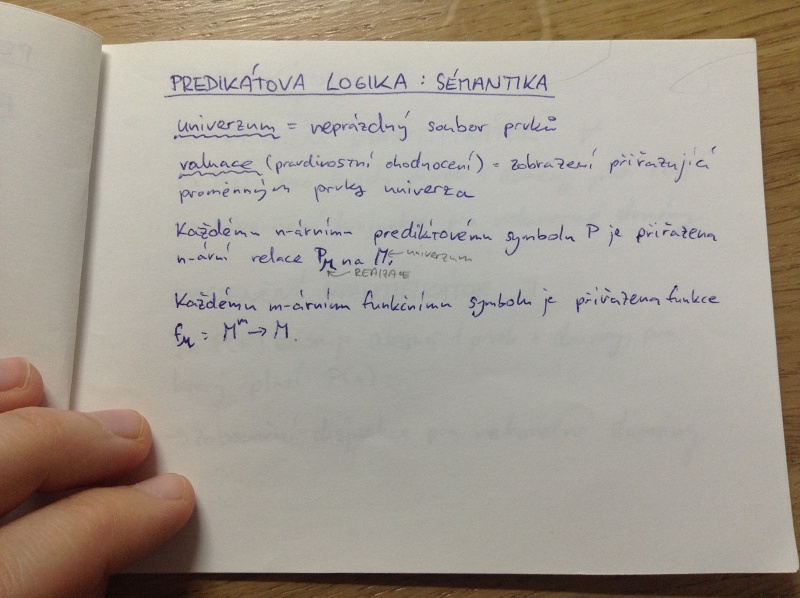 PREDIKÁTOVA LOGIKA : SÉMANTIKA
univerzum = neprázdný soubor prvků
valuace (pravdivostní ohodnocení) = zobrazení přiřazující
proměnným prvky univerza
Každému n-árnímu predikátovému symbolu P je přiřazena
n-ární relace P_M na M. ← univerzum
← REALIZACE
Každému m-árnímu funkčnímu symbolu je přiřazena funkce
f_M : M^m → M.